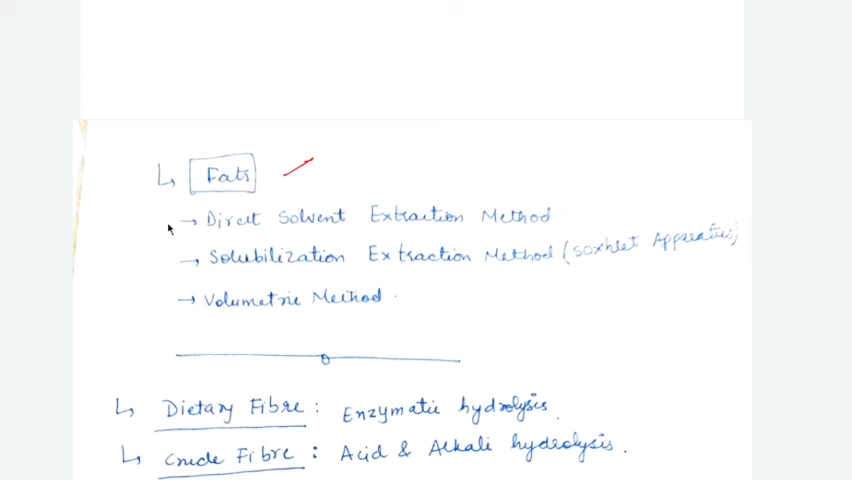 ↳ Fats
→ Direct Solvent Extraction Method
→ Solubilization Extraction Method (Soxhlet Apparatus)
→ Volumetric Method.
↳ Dietary Fibre : Enzymatic hydrolysis.
↳ Crude Fibre : Acid & Alkali hydrolysis.